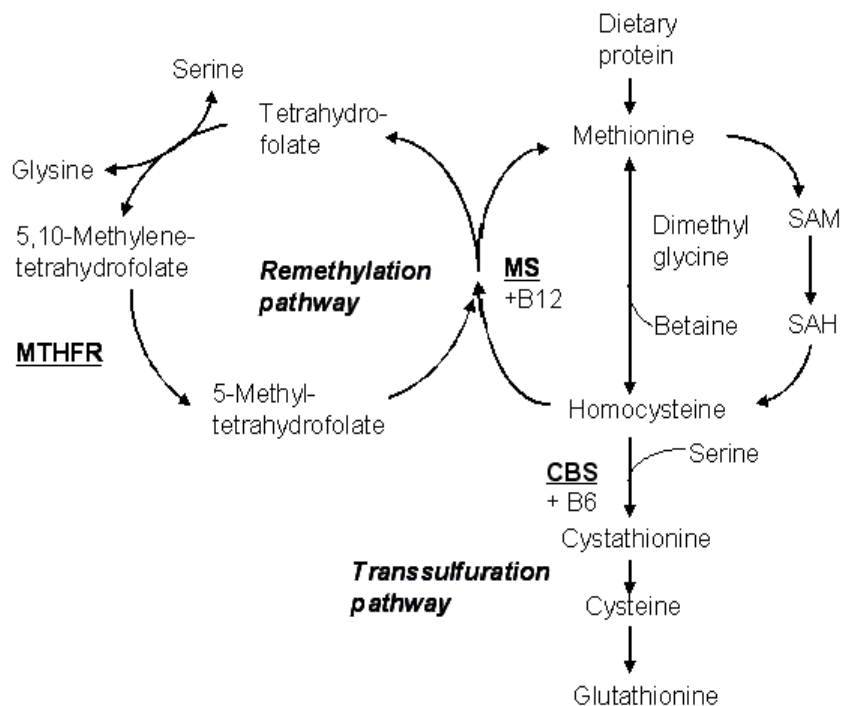 Dietary
protein
Serine
Tetrahydro-
folate
Methionine
Glysine
5,10-Methylene-
tetrahydrofolate
Dimethyl
glycine
SAM
Remethylation
pathway
MS
+B12
Betaine
SAH
MTHFR
5-Methyl-
tetrahydrofolate
Homocysteine
Serine
CBS
+ B6
Cystathionine
Transsulfuration
pathway
Cysteine
Glutathionine